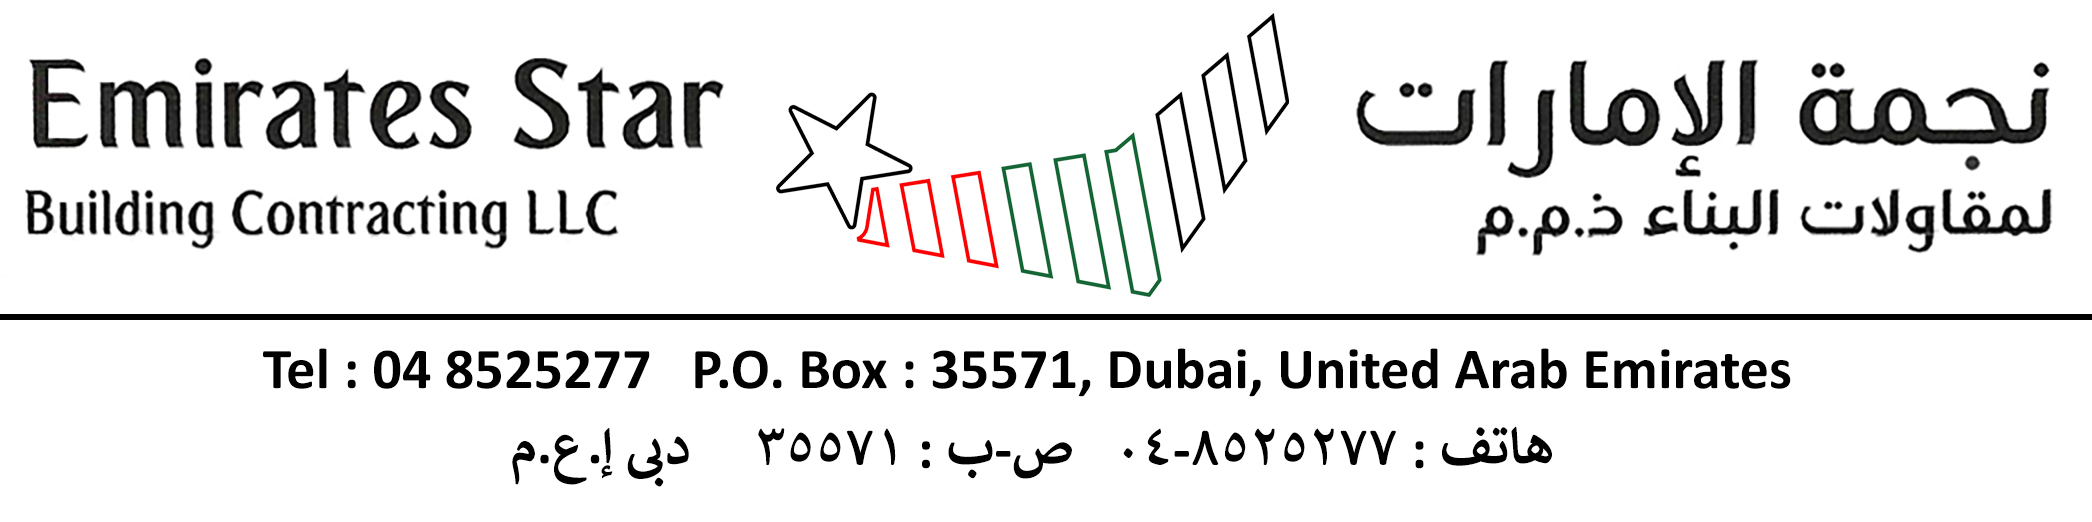 Emirates Star
Building Contracting LLC
نجمة الإمارات
لمقاولات البناء ذ.م.م
Tel : 04 8525277 P.O. Box : 35571, Dubai, United Arab Emirates
هاتف : ٨٥٢٥٢٧٧-٠٤ ص-ب : ٣٥٥٧١ دبى إ.ع.م